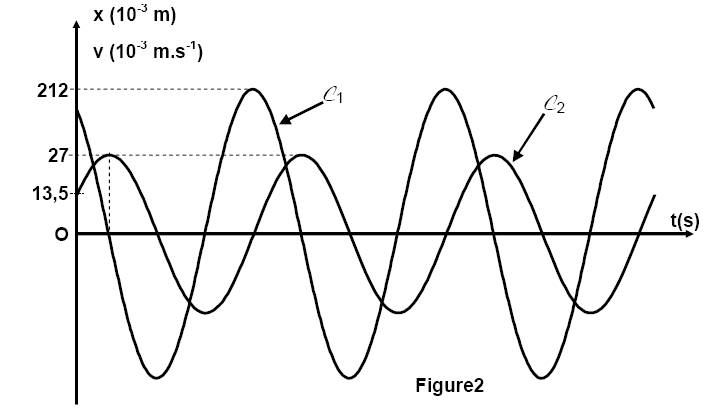 x (10⁻³ m)
v (10⁻³ m.s⁻¹)
212
𝒞₁
𝒞₂
27
13,5
O
t(s)
Figure2